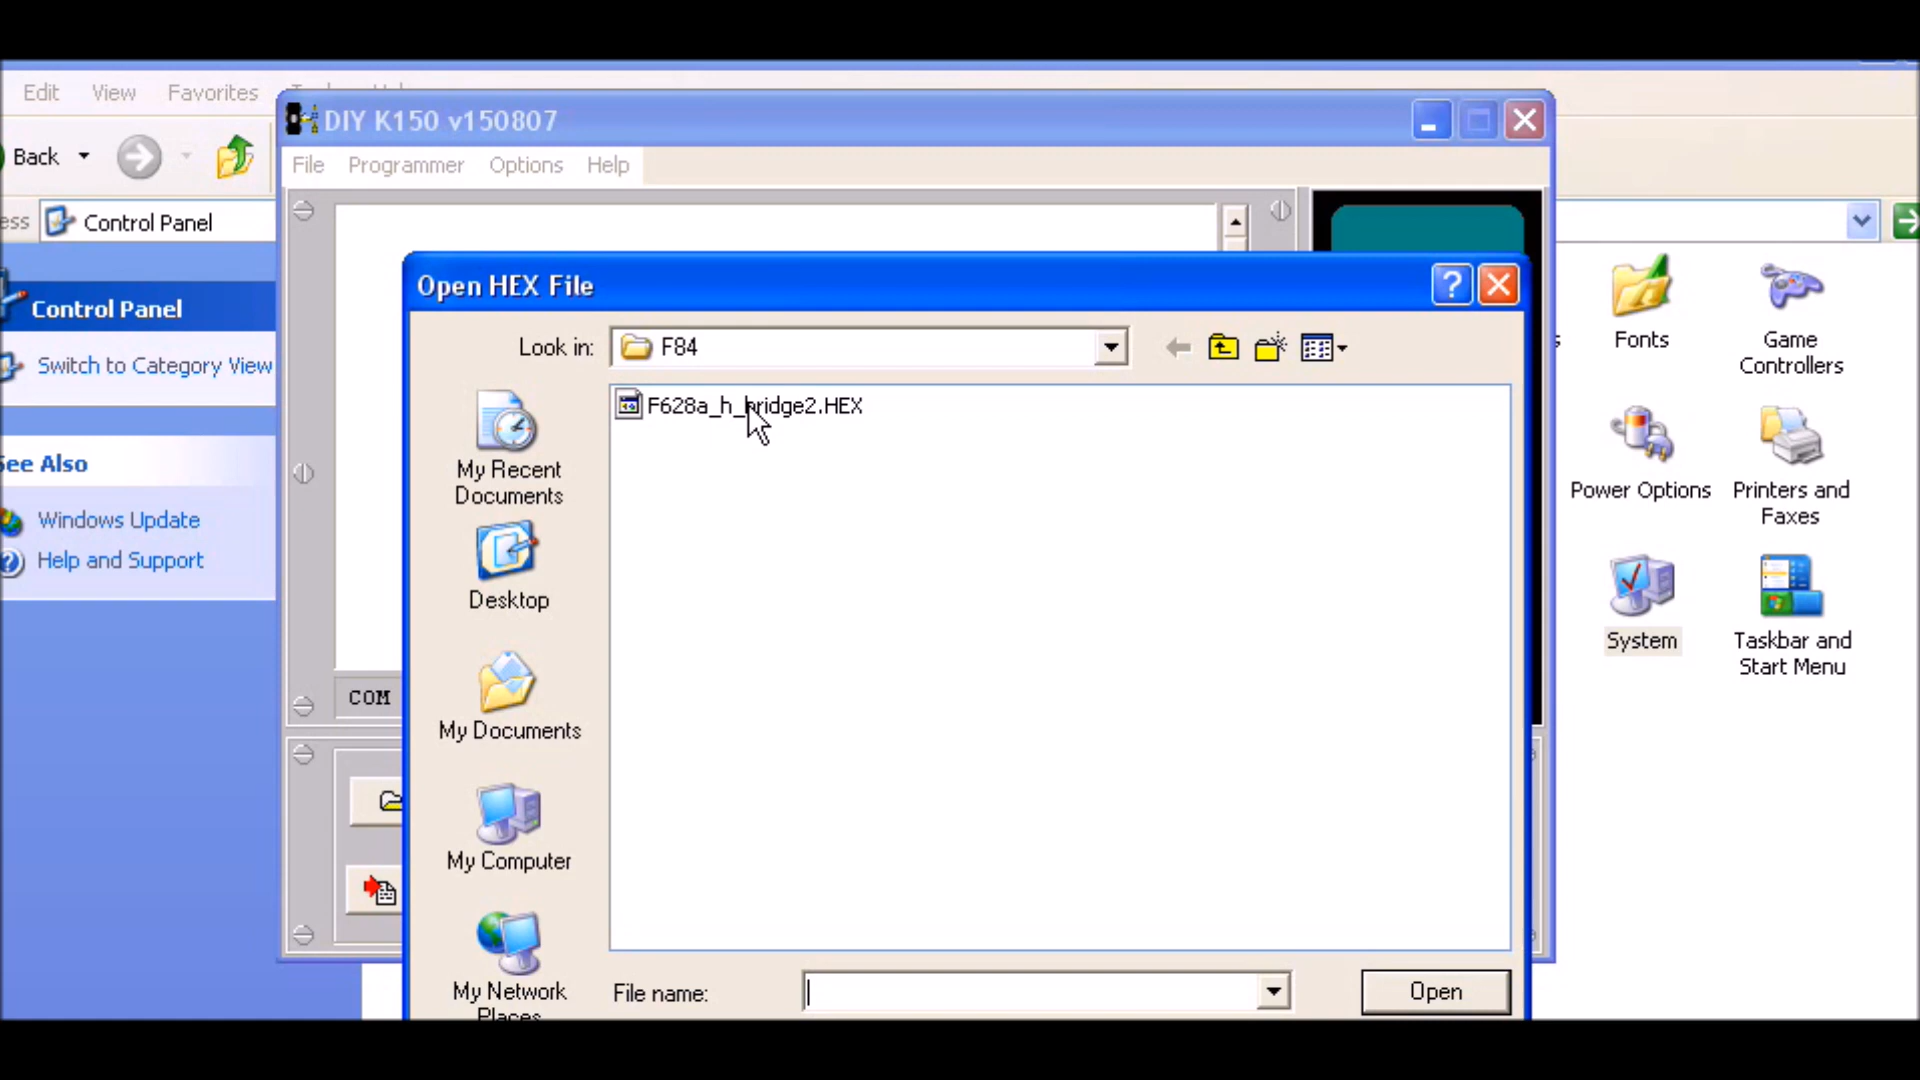 Edit View Favorites
DIY K150 v150807
Back
File Programmer Options Help
ess Control Panel
Control Panel
Switch to Category View
See Also
Windows Update
Help and Support
Open HEX File
Look in: F84
F628a_h_bridge2.HEX
My Recent
Documents
Desktop
My Documents
My Computer
My Network
Places
COM
File name:
Open
Fonts
Game
Controllers
Power Options
Printers and
Faxes
System
Taskbar and
Start Menu